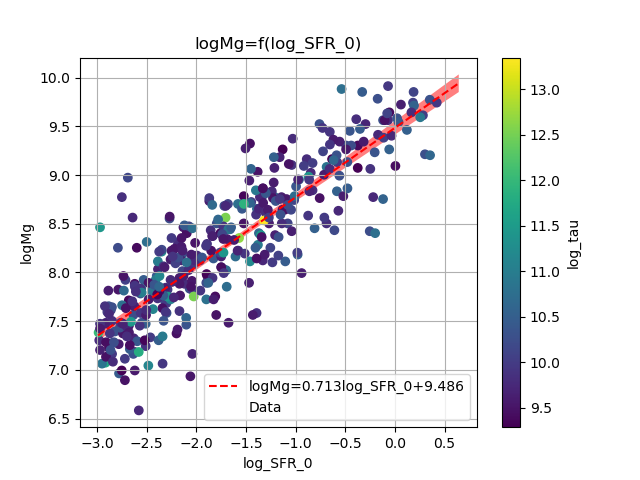 logMg=f(log_SFR_0)
10.0
9.5
9.0
8.5
8.0
7.5
7.0
6.5
logMg
−3.0 −2.5 −2.0 −1.5 −1.0 −0.5 0.0 0.5
log_SFR_0
logMg=0.713log_SFR_0+9.486
Data
13.0
12.5
12.0
11.5
11.0
10.5
10.0
9.5
log_tau